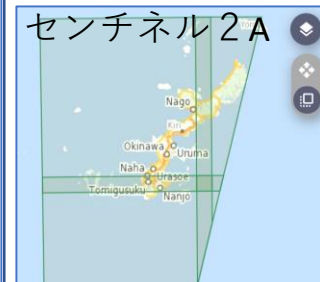 センチネル２A
Nago
Kin
Okinawa
Uruma
Naha
Urasoe
Tomigusuku
Nanjo